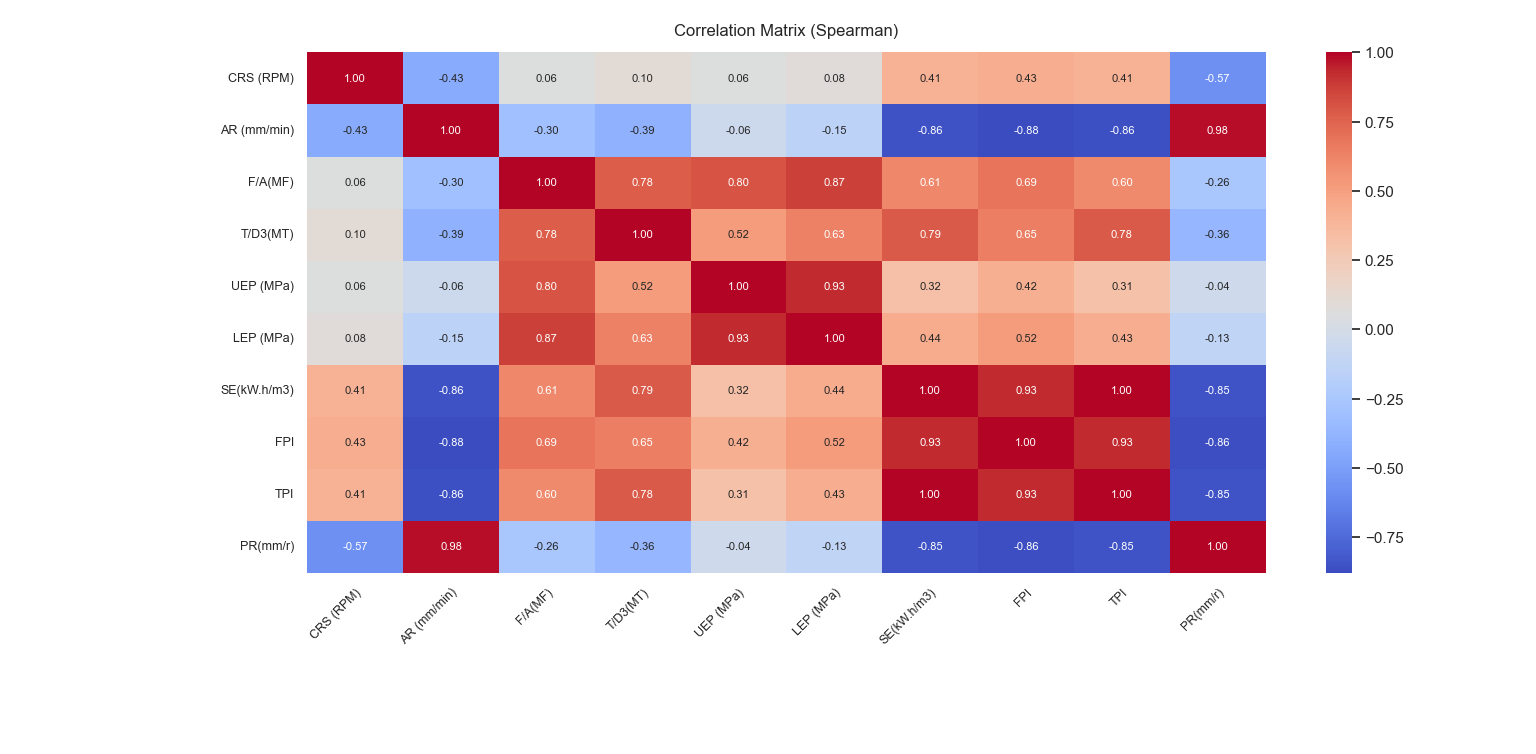 Correlation Matrix (Spearman)
CRS (RPM) 1.00 -0.43 0.06 0.10 0.06 0.08 0.41 0.43 0.41 -0.57
AR (mm/min) -0.43 1.00 -0.30 -0.39 -0.06 -0.15 -0.86 -0.88 -0.86 0.98
F/A(MF) 0.06 -0.30 1.00 0.78 0.80 0.87 0.61 0.69 0.60 -0.26
T/D3(MT) 0.10 -0.39 0.78 1.00 0.52 0.63 0.79 0.65 0.78 -0.36
UEP (MPa) 0.06 -0.06 0.80 0.52 1.00 0.93 0.32 0.42 0.31 -0.04
LEP (MPa) 0.08 -0.15 0.87 0.63 0.93 1.00 0.44 0.52 0.43 -0.13
SE(kW.h/m3) 0.41 -0.86 0.61 0.79 0.32 0.44 1.00 0.93 1.00 -0.85
FPI 0.43 -0.88 0.69 0.65 0.42 0.52 0.93 1.00 0.93 -0.86
TPI 0.41 -0.86 0.60 0.78 0.31 0.43 1.00 0.93 1.00 -0.85
PR(mm/r) -0.57 0.98 -0.26 -0.36 -0.04 -0.13 -0.85 -0.86 -0.85 1.00
CRS (RPM) AR (mm/min) F/A(MF) T/D3(MT) UEP (MPa) LEP (MPa) SE(kW.h/m3) FPI TPI PR(mm/r)
1.00
0.75
0.50
0.25
0.00
−0.25
−0.50
−0.75